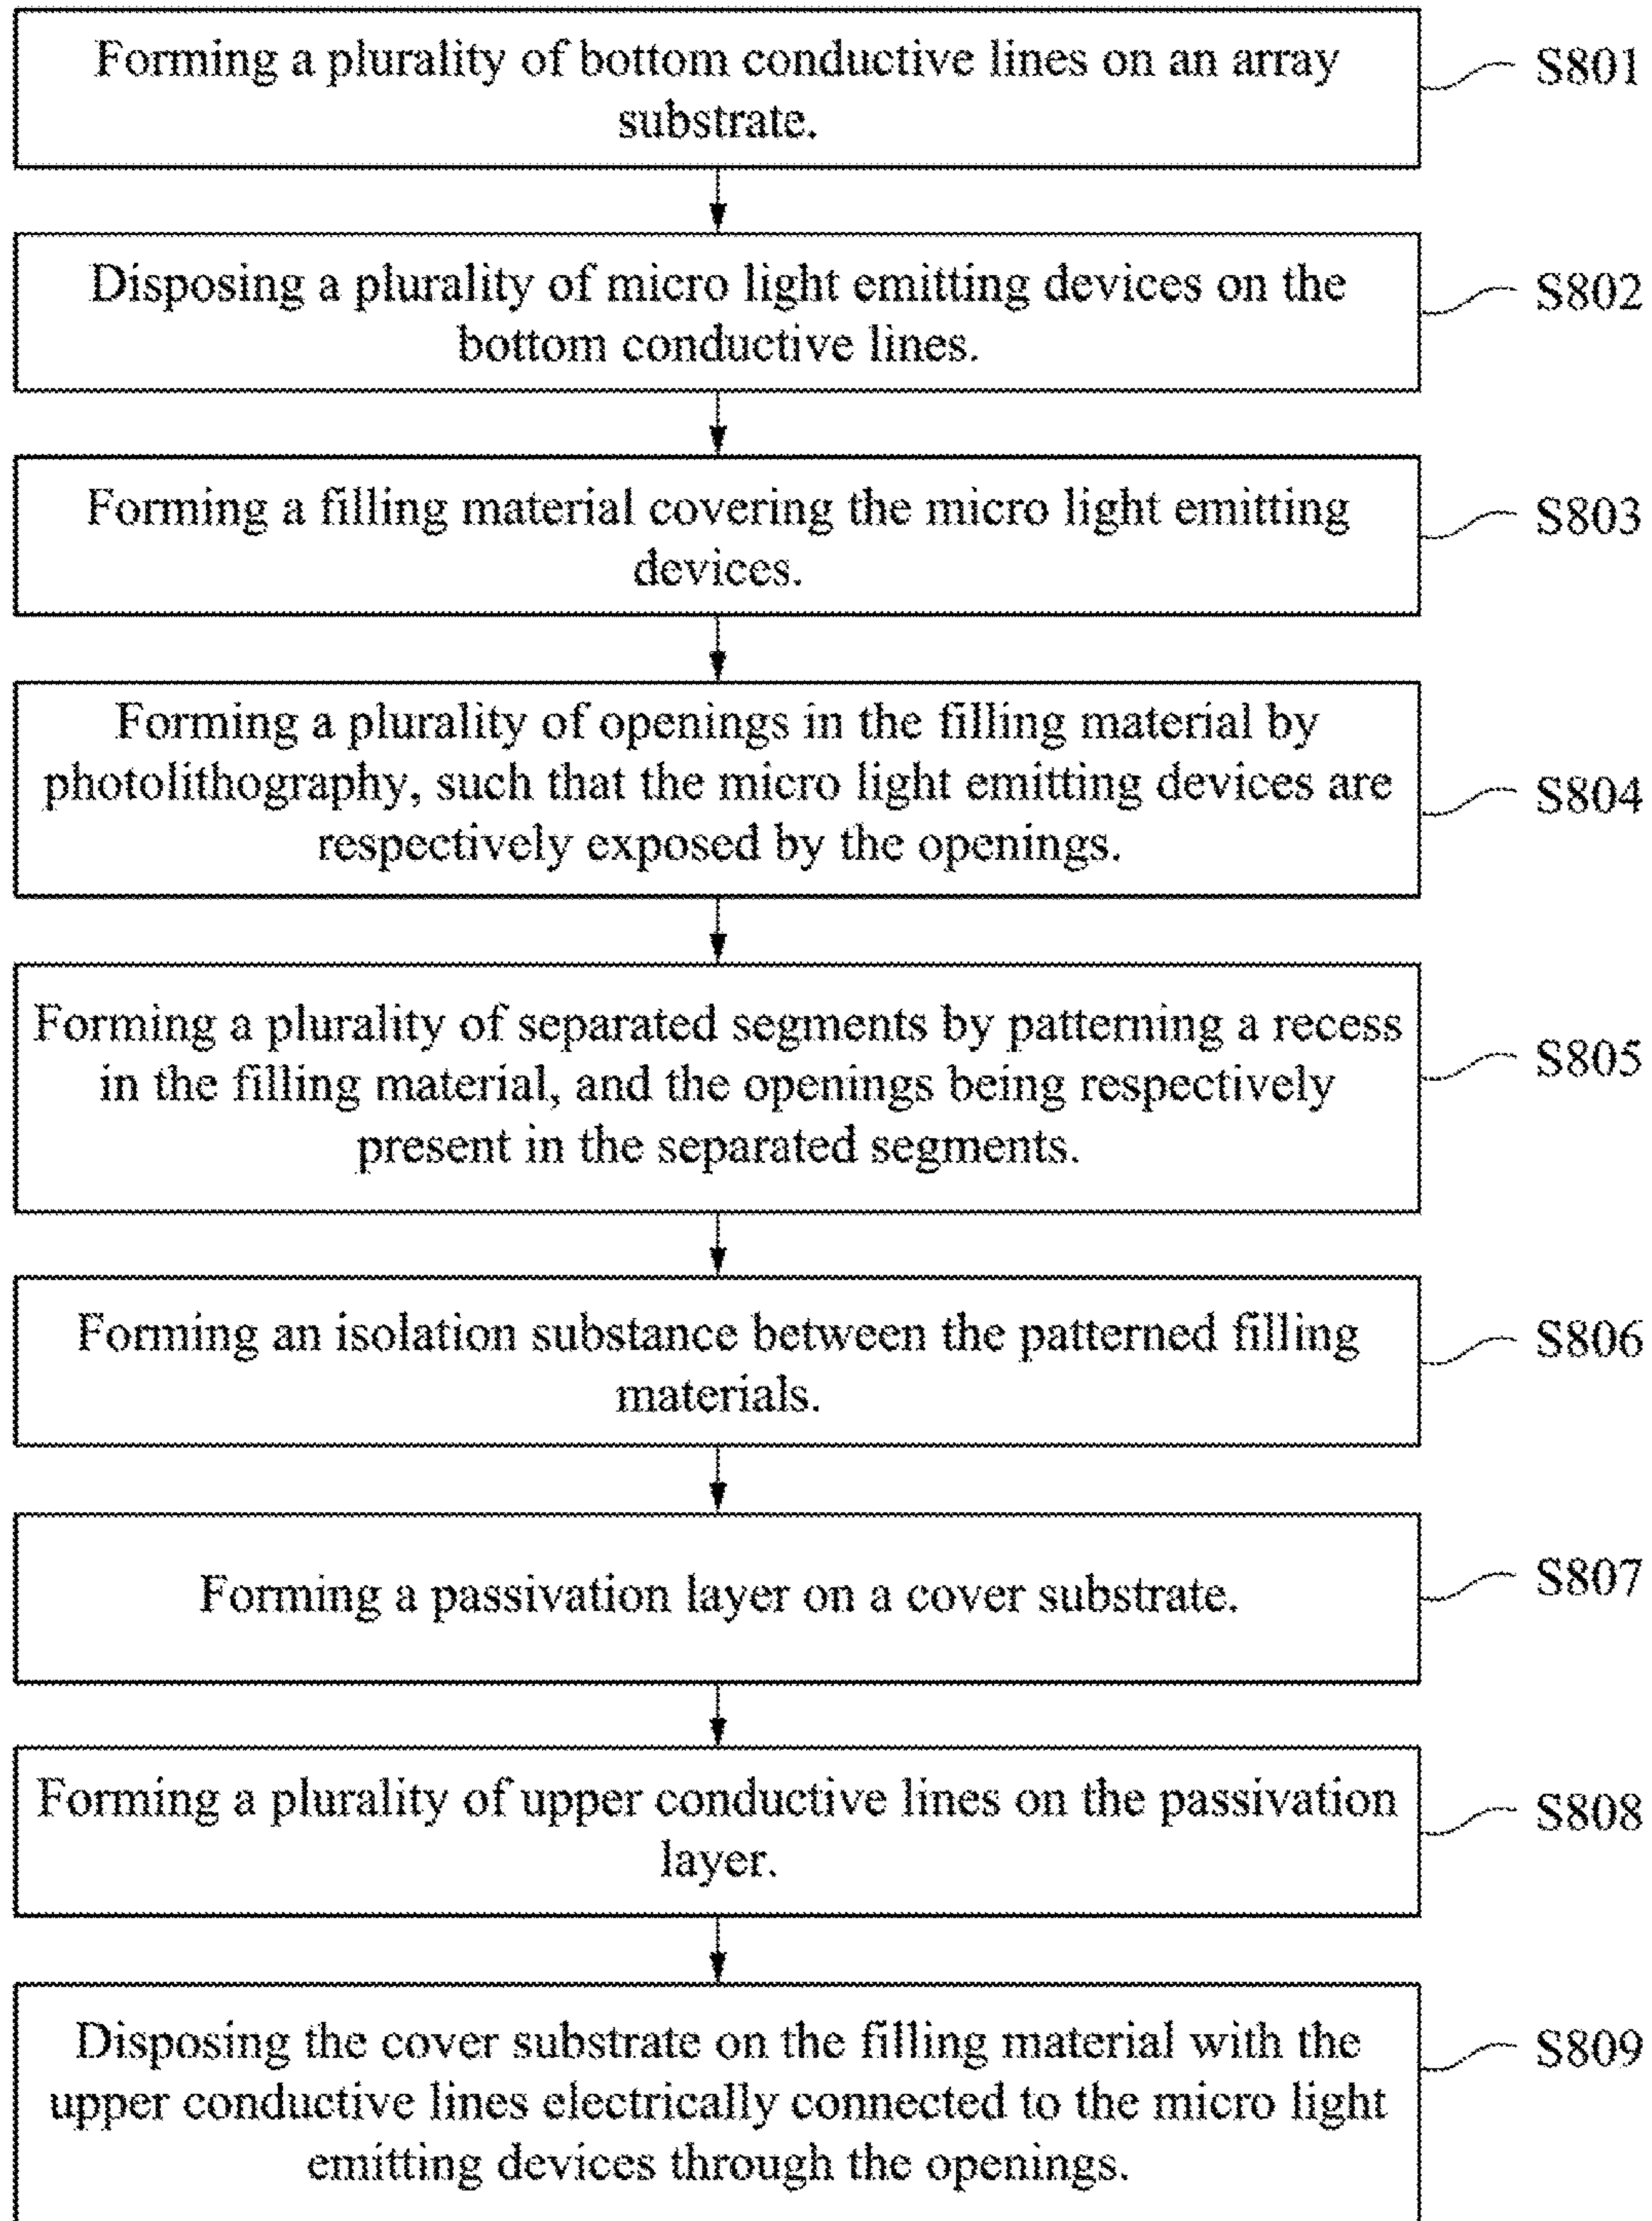 Forming a plurality of bottom conductive lines on an array
substrate.
S801
Disposing a plurality of micro light emitting devices on the
bottom conductive lines.
S802
Forming a filling material covering the micro light emitting
devices.
S803
Forming a plurality of openings in the filling material by
photolithography, such that the micro light emitting devices are
respectively exposed by the openings.
S804
Forming a plurality of separated segments by patterning a recess
in the filling material, and the openings being respectively
present in the separated segments.
S805
Forming an isolation substance between the patterned filling
materials.
S806
Forming a passivation layer on a cover substrate.
S807
Forming a plurality of upper conductive lines on the passivation
layer.
S808
Disposing the cover substrate on the filling material with the
upper conductive lines electrically connected to the micro light
emitting devices through the openings.
S809